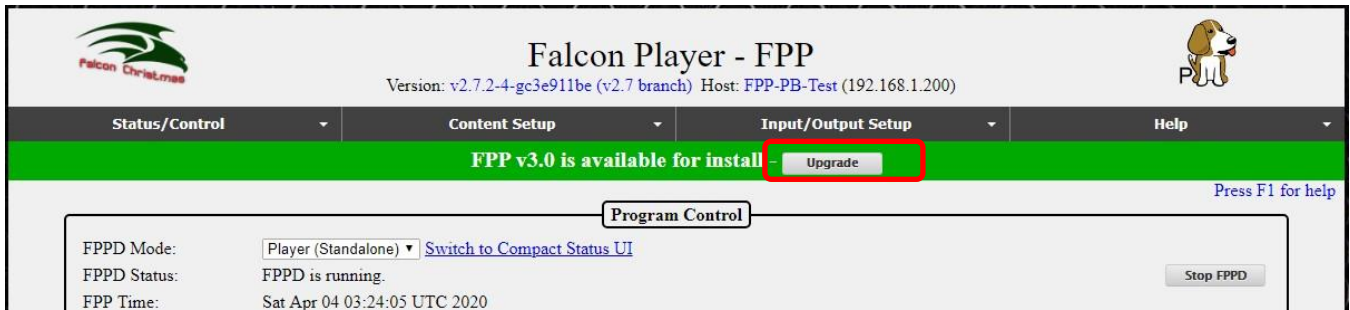 Falcon Christmas
Falcon Player - FPP
Version: v2.7.2-4-gc3e911be (v2.7 branch) Host: FPP-PB-Test (192.168.1.200)
Status/Control Content Setup Input/Output Setup Help
FPP v3.0 is available for install - Upgrade
Press F1 for help
Program Control
FPPD Mode: Player (Standalone) Switch to Compact Status UI
FPPD Status: FPPD is running. Stop FPPD
FPP Time: Sat Apr 04 03:24:05 UTC 2020